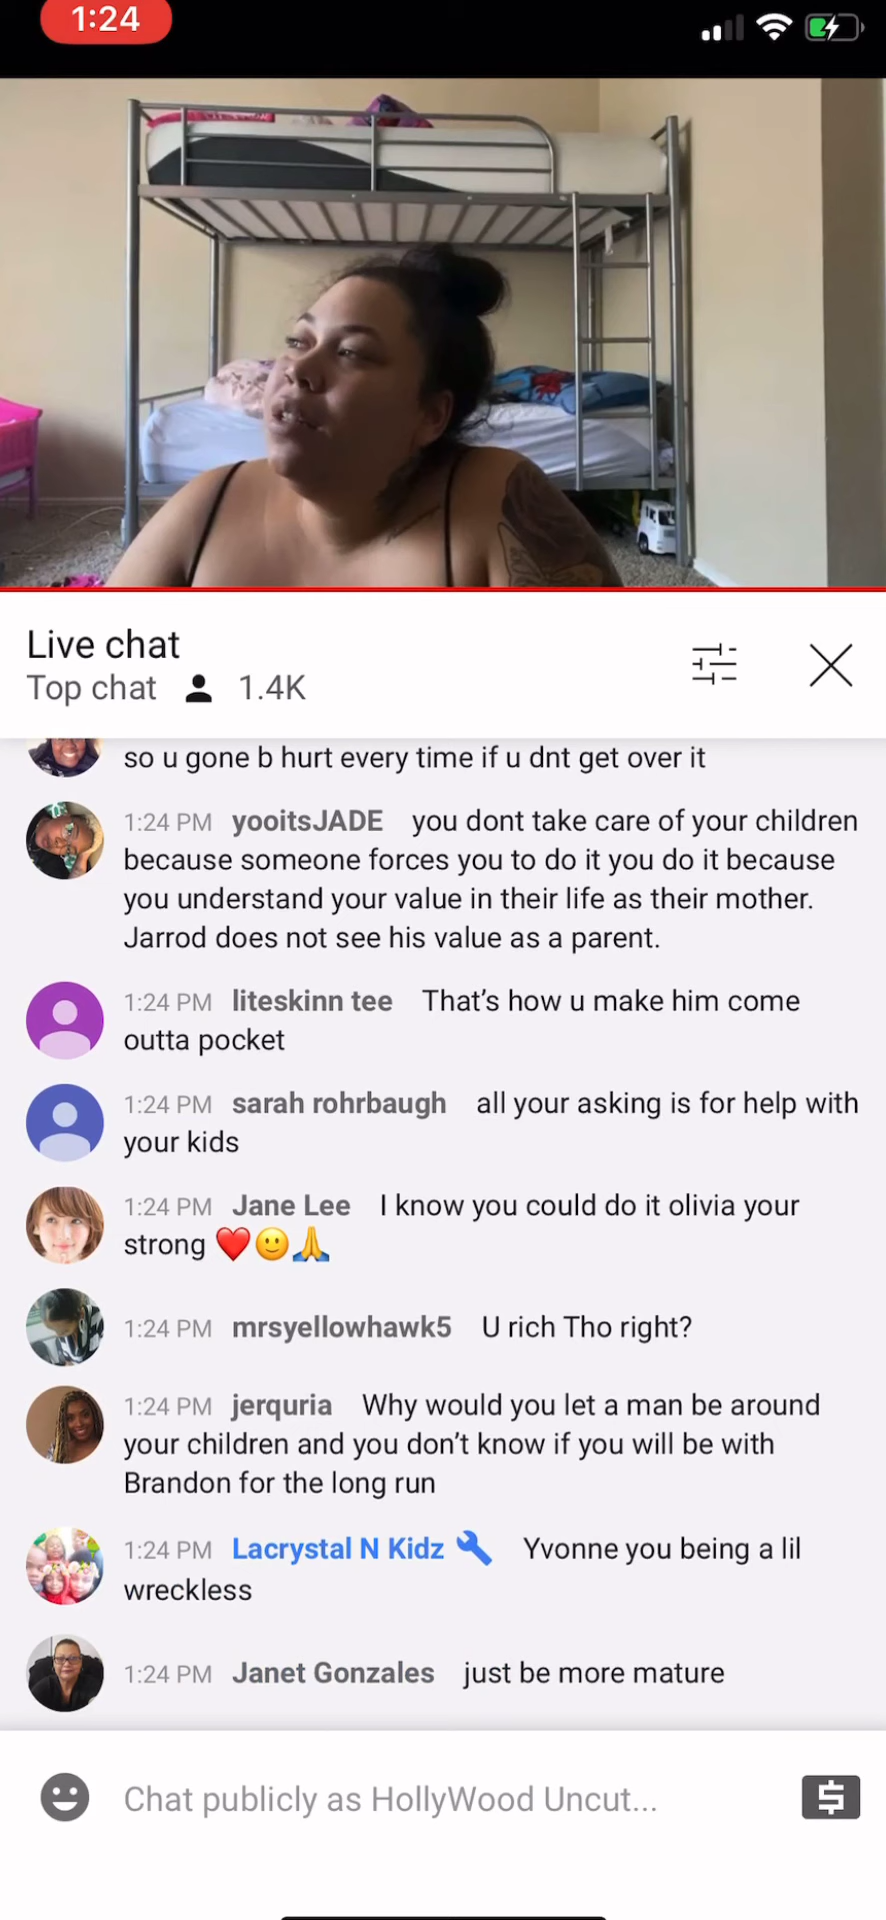 1:24
Live chat
Top chat 1.4K
so u gone b hurt every time if u dnt get over it
1:24 PM yooitsJADE you dont take care of your children
because someone forces you to do it you do it because
you understand your value in their life as their mother.
Jarrod does not see his value as a parent.
1:24 PM liteskinn tee That's how u make him come
outta pocket
1:24 PM sarah rohrbaugh all your asking is for help with
your kids
1:24 PM Jane Lee I know you could do it olivia your
strong ❤️🙂🙏
1:24 PM mrsyellowhawk5 U rich Tho right?
1:24 PM jerquria Why would you let a man be around
your children and you don't know if you will be with
Brandon for the long run
1:24 PM Lacrystal N Kidz Yvonne you being a lil
wreckless
1:24 PM Janet Gonzales just be more mature
Chat publicly as HollyWood Uncut...